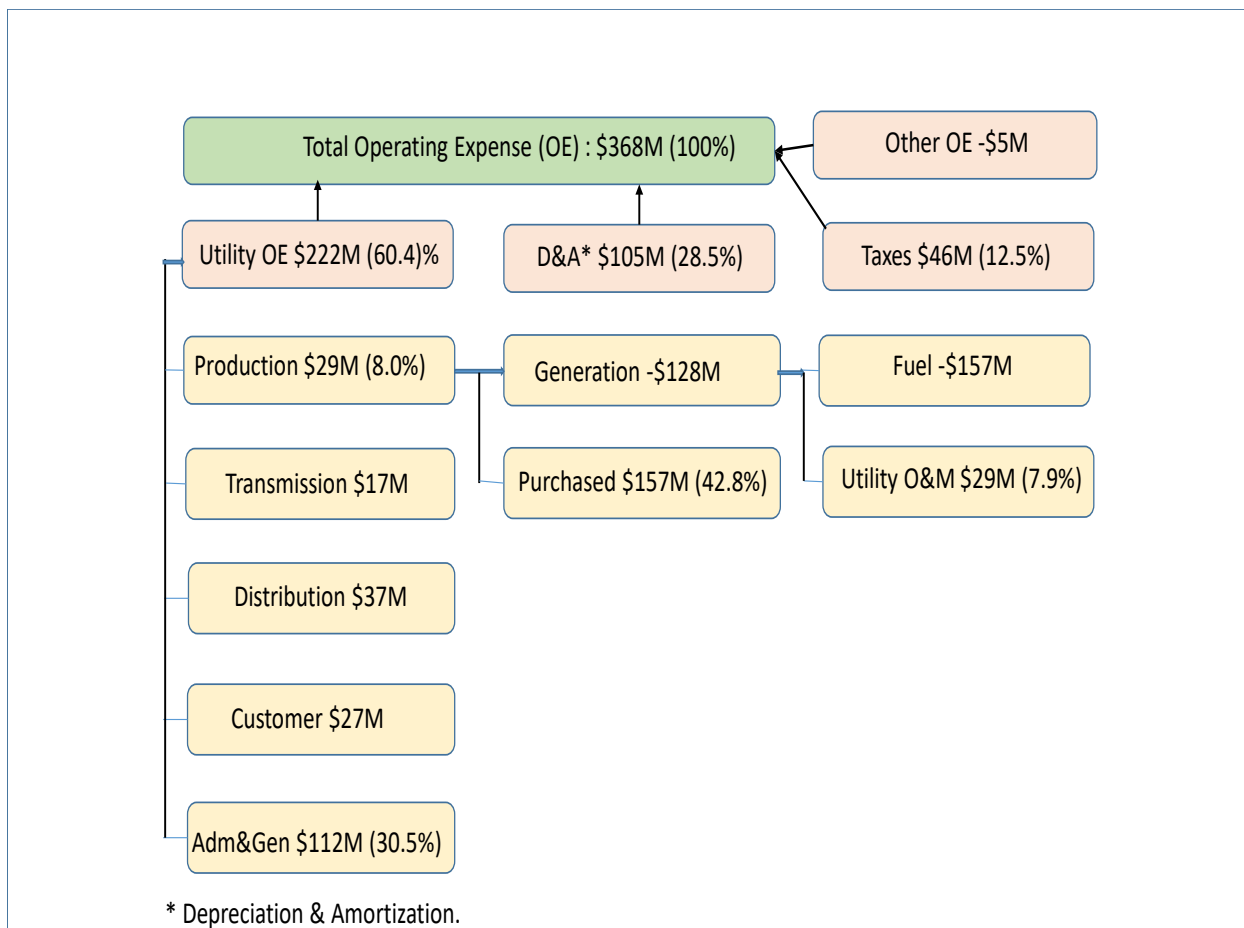 Total Operating Expense (OE) : $368M (100%)
Other OE -$5M
Utility OE $222M (60.4)%
D&A* $105M (28.5%)
Taxes $46M (12.5%)
Production $29M (8.0%)
Generation -$128M
Fuel -$157M
Transmission $17M
Purchased $157M (42.8%)
Utility O&M $29M (7.9%)
Distribution $37M
Customer $27M
Adm&Gen $112M (30.5%)
* Depreciation & Amortization.